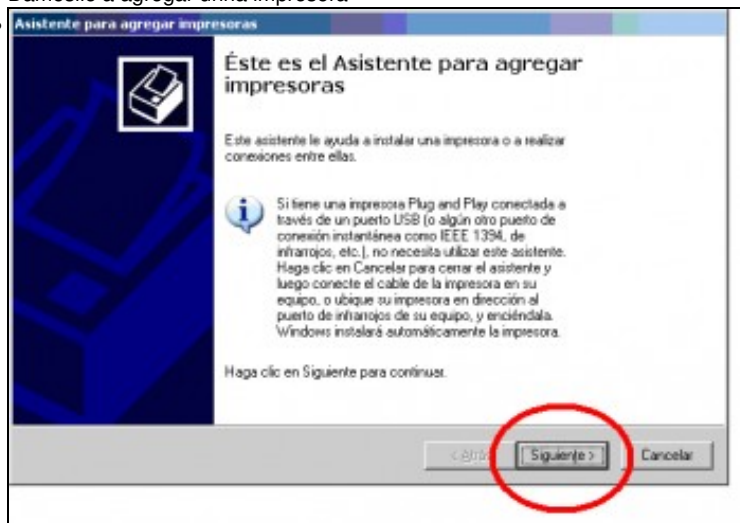 Asistente para agregar impresoras
Éste es el Asistente para agregar
impresoras
Este asistente le ayuda a instalar una impresora o a realizar
conexiones entre ellas.
Si tiene una impresora Plug and Play conectada a
través de un puerto USB (o algún otro puerto de
conexión instantánea como IEEE 1394, de
infrarrojos, etc.), no necesita utilizar este asistente.
Haga clic en Cancelar para cerrar el asistente y
luego conecte el cable de la impresora en su
equipo, o ubique su impresora en dirección al
puerto de infrarrojos de su equipo, y enciéndala.
Windows instalará automáticamente la impresora.
Haga clic en Siguiente para continuar.
< Atrás
Siguiente >
Cancelar